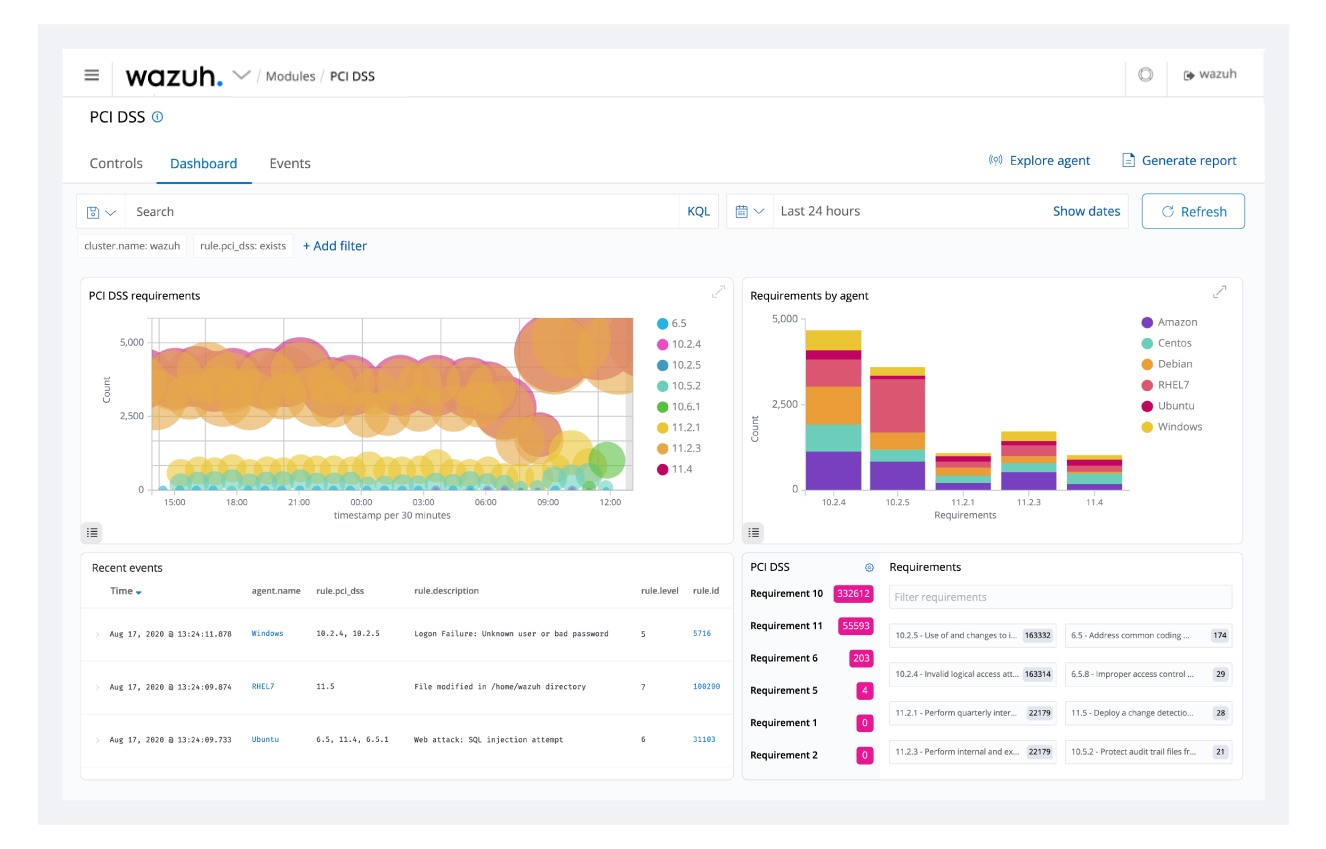 wazuh. / Modules / PCI DSS wazuh
PCI DSS
Controls Dashboard Events Explore agent Generate report
Search KQL Last 24 hours Show dates Refresh
cluster.name: wazuh rule.pci_dss: exists + Add filter
PCI DSS requirements
5,000
2,500
0
Count
15:00 18:00 21:00 00:00 03:00 06:00 09:00 12:00
timestamp per 30 minutes
6.5
10.2.4
10.2.5
10.5.2
10.6.1
11.2.1
11.2.3
11.4
Requirements by agent
5,000
2,500
0
Count
10.2.4 10.2.5 11.2.1 11.2.3 11.4
Requirements
Amazon
Centos
Debian
RHEL7
Ubuntu
Windows
Recent events
Time agent.name rule.pci_dss rule.description rule.level rule.id
Aug 17, 2020 @ 13:24:11.878 Windows 10.2.4, 10.2.5 Logon Failure: Unknown user or bad password 5 5716
Aug 17, 2020 @ 13:24:09.874 RHEL7 11.5 File modified in /home/wazuh directory 7 100200
Aug 17, 2020 @ 13:24:09.733 Ubuntu 6.5, 11.4, 6.5.1 Web attack: SQL injection attempt 6 31103
PCI DSS
Requirement 10 332612
Requirement 11 55593
Requirement 6 203
Requirement 5 4
Requirement 1 0
Requirement 2 0
Requirements
Filter requirements
10.2.5 - Use of and changes to i... 163332 6.5 - Address common coding ... 174
10.2.4 - Invalid logical access att... 163314 6.5.8 - Improper access control ... 29
11.2.1 - Perform quarterly inter... 22179 11.5 - Deploy a change detectio... 28
11.2.3 - Perform internal and ex... 22179 10.5.2 - Protect audit trail files fr... 21